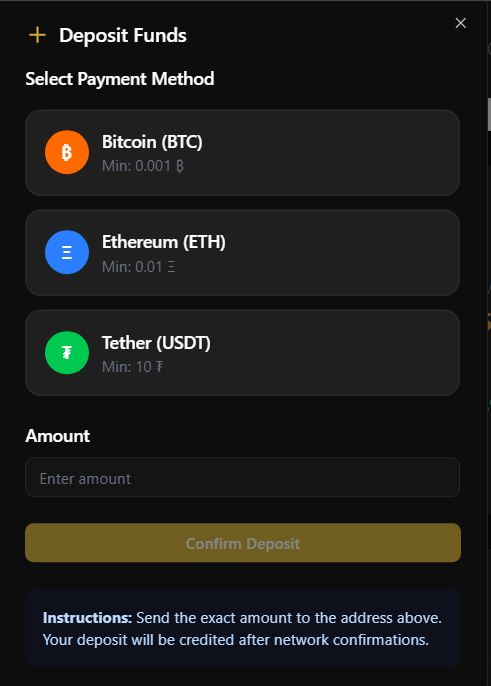 Deposit Funds
Select Payment Method
₿
Bitcoin (BTC)
Min: 0.001 ₿
Ξ
Ethereum (ETH)
Min: 0.01 Ξ
₮
Tether (USDT)
Min: 10 ₮
Amount
Enter amount
Confirm Deposit
Instructions: Send the exact amount to the address above.
Your deposit will be credited after network confirmations.